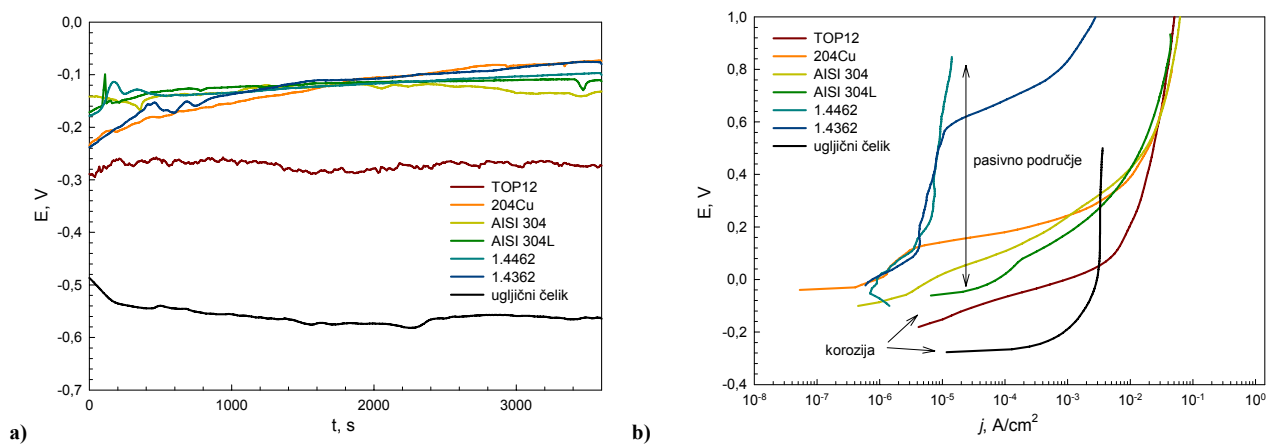 0,0
-0,1
-0,2
-0,3
-0,4
-0,5
-0,6
-0,7
E, V
TOP12
204Cu
AISI 304
AISI 304L
1.4462
1.4362
ugljični čelik
0
1000
2000
3000
t, s
a)
1,0
0,8
0,6
0,4
0,2
0,0
-0,2
-0,4
E, V
TOP12
204Cu
AISI 304
AISI 304L
1.4462
1.4362
ugljični čelik
pasivno područje
korozija
10⁻⁸
10⁻⁷
10⁻⁶
10⁻⁵
10⁻⁴
10⁻³
10⁻²
10⁻¹
10⁰
j, A/cm²
b)